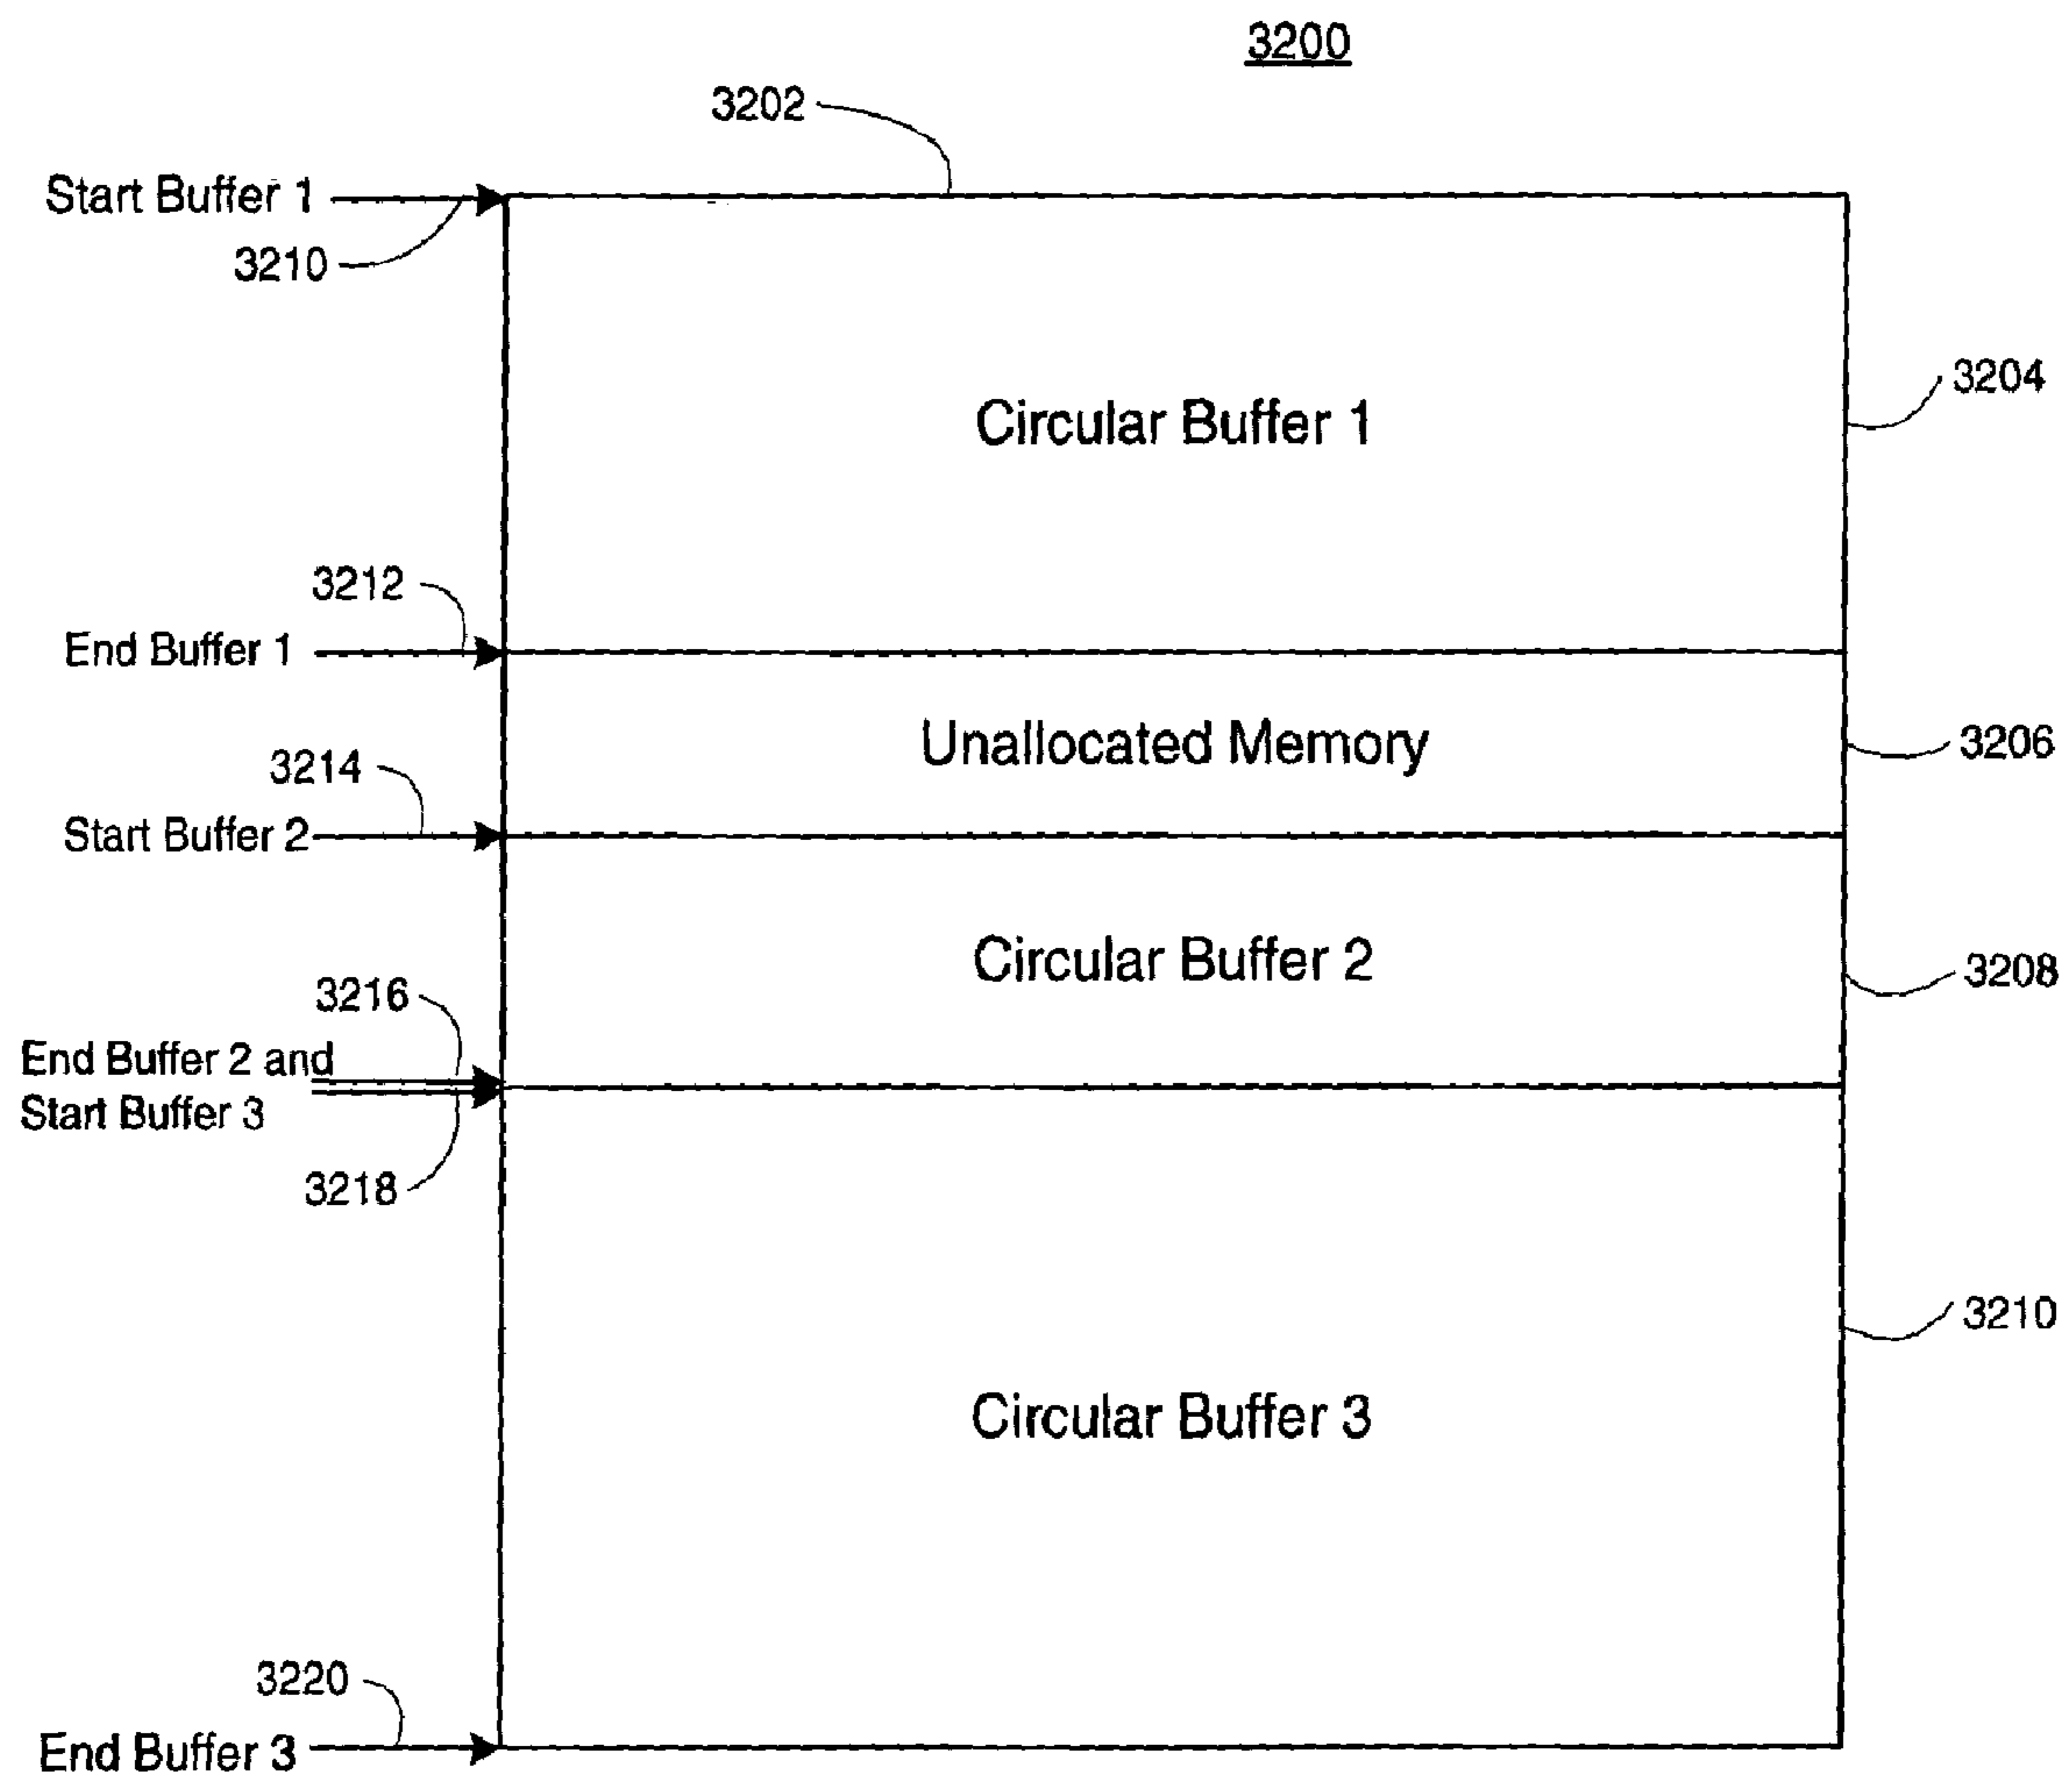 3200
3202
Start Buffer 1
3210
Circular Buffer 1
3204
3212
End Buffer 1
Unallocated Memory
3206
3214
Start Buffer 2
Circular Buffer 2
3208
3216
End Buffer 2 and
Start Buffer 3
3218
3210
Circular Buffer 3
3220
End Buffer 3